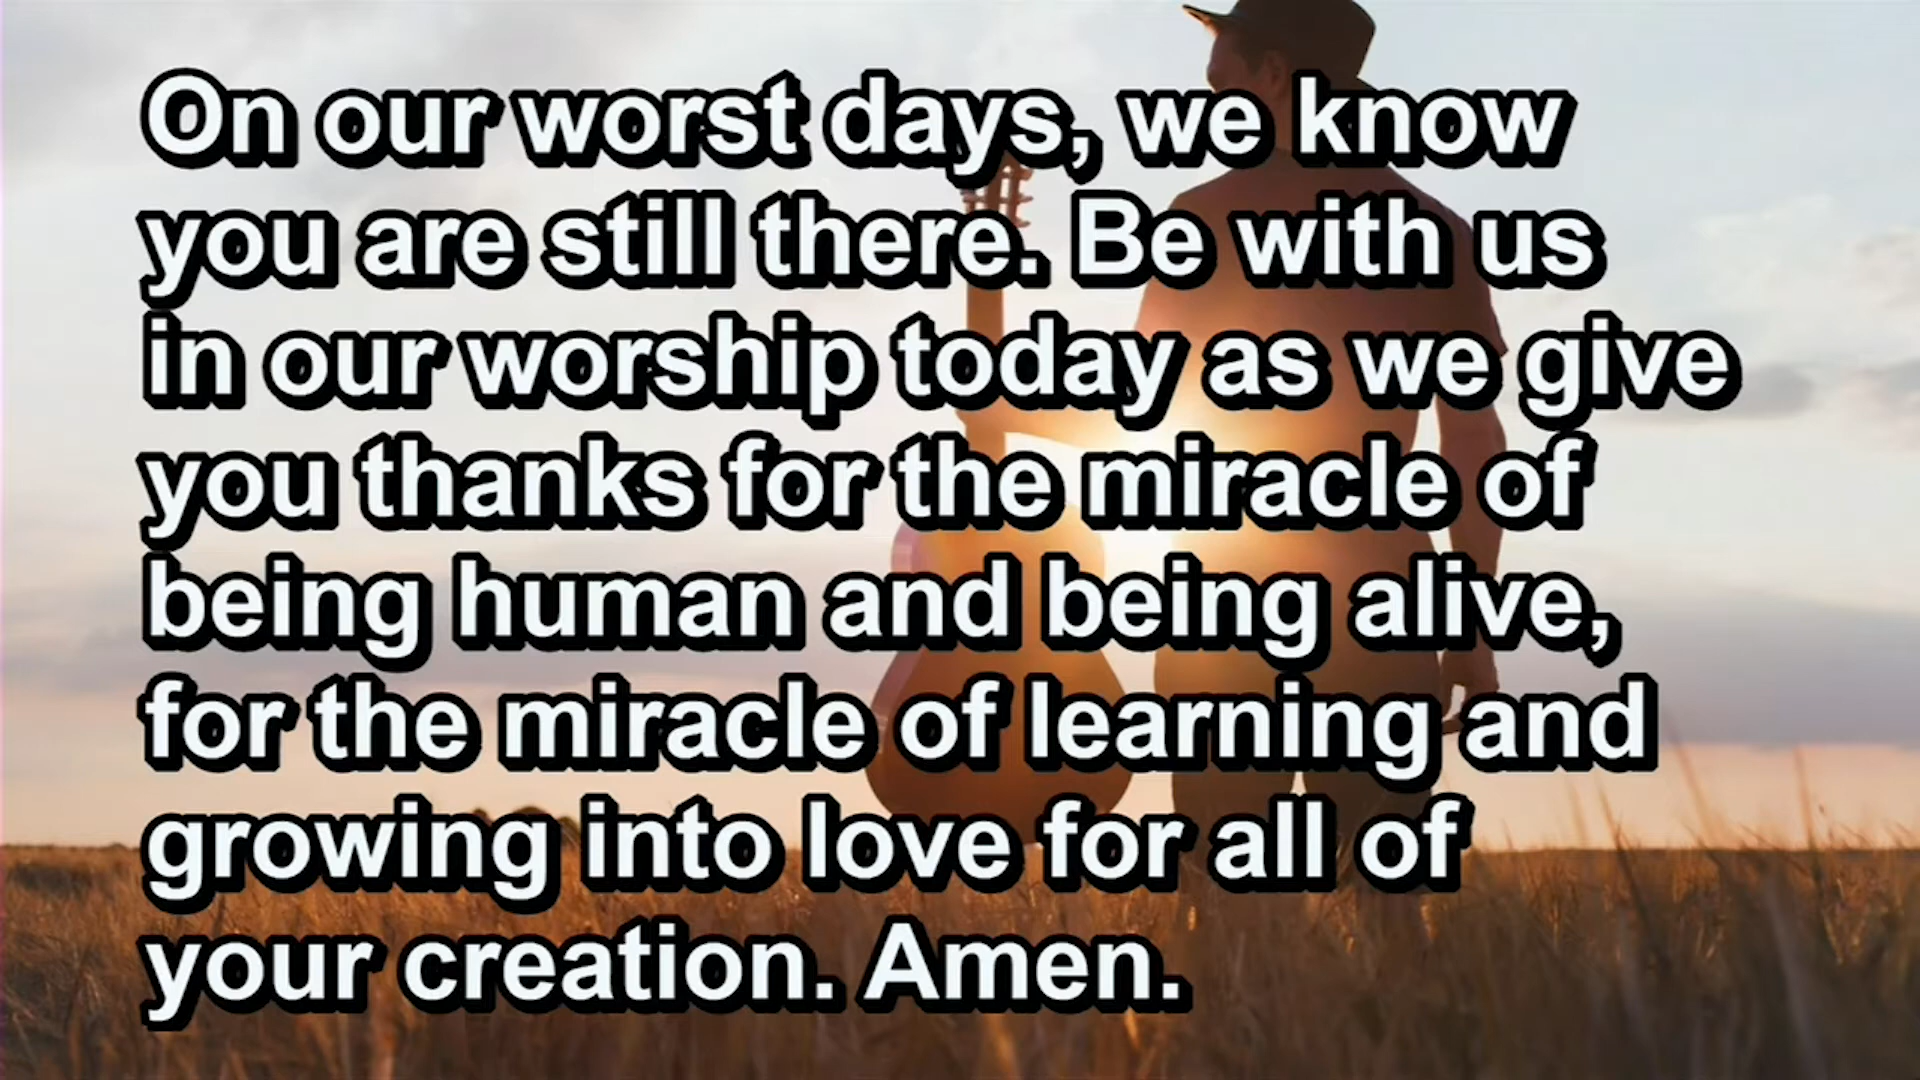 On our worst days, we know
you are still there. Be with us
in our worship today as we give
you thanks for the miracle of
being human and being alive,
for the miracle of learning and
growing into love for all of
your creation. Amen.